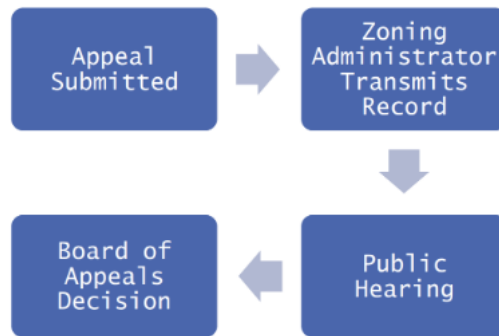 Appeal
Submitted
Zoning
Administrator
Transmits
Record
Public
Hearing
Board of
Appeals
Decision